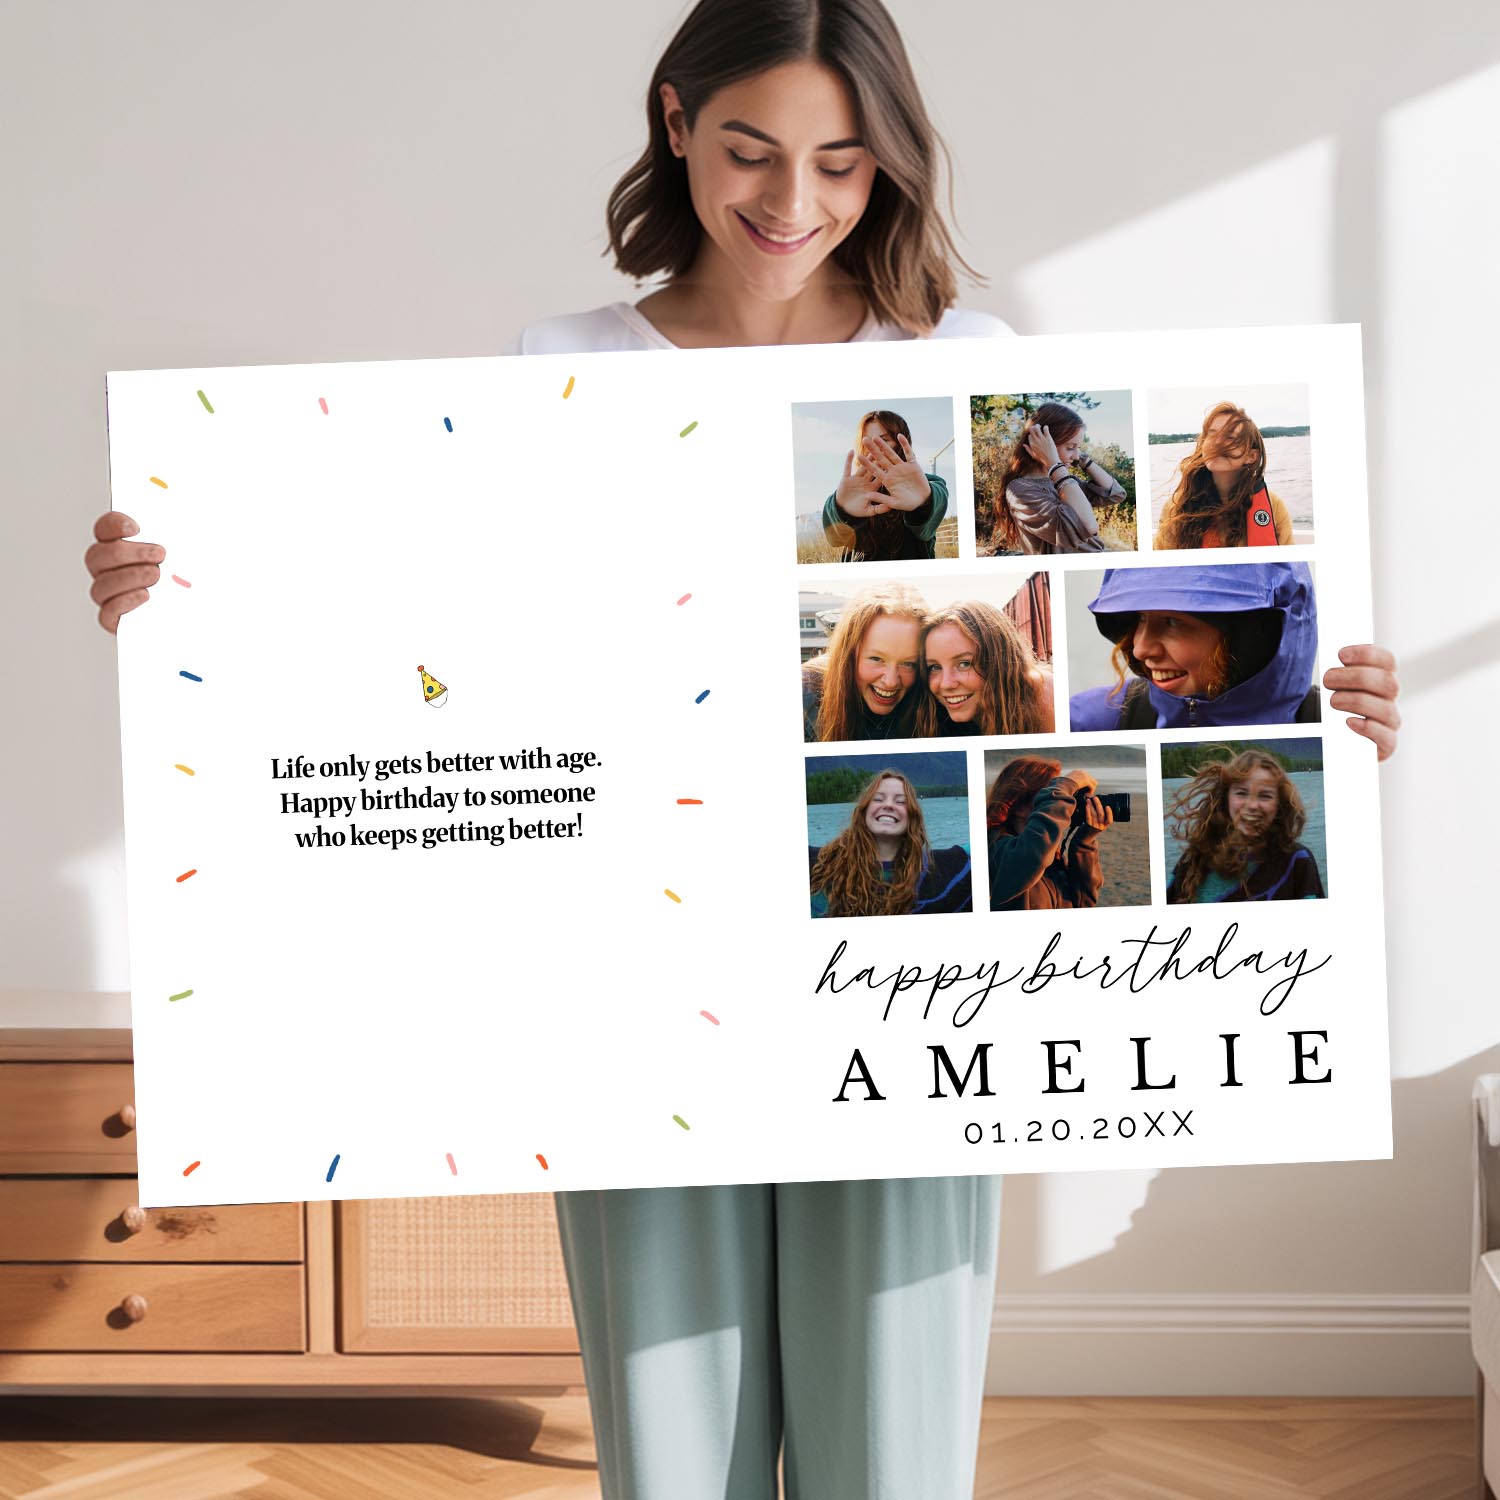 Life only gets better with age.
Happy birthday to someone
who keeps getting better!
happy birthday
AMELIE
01.20.20XX